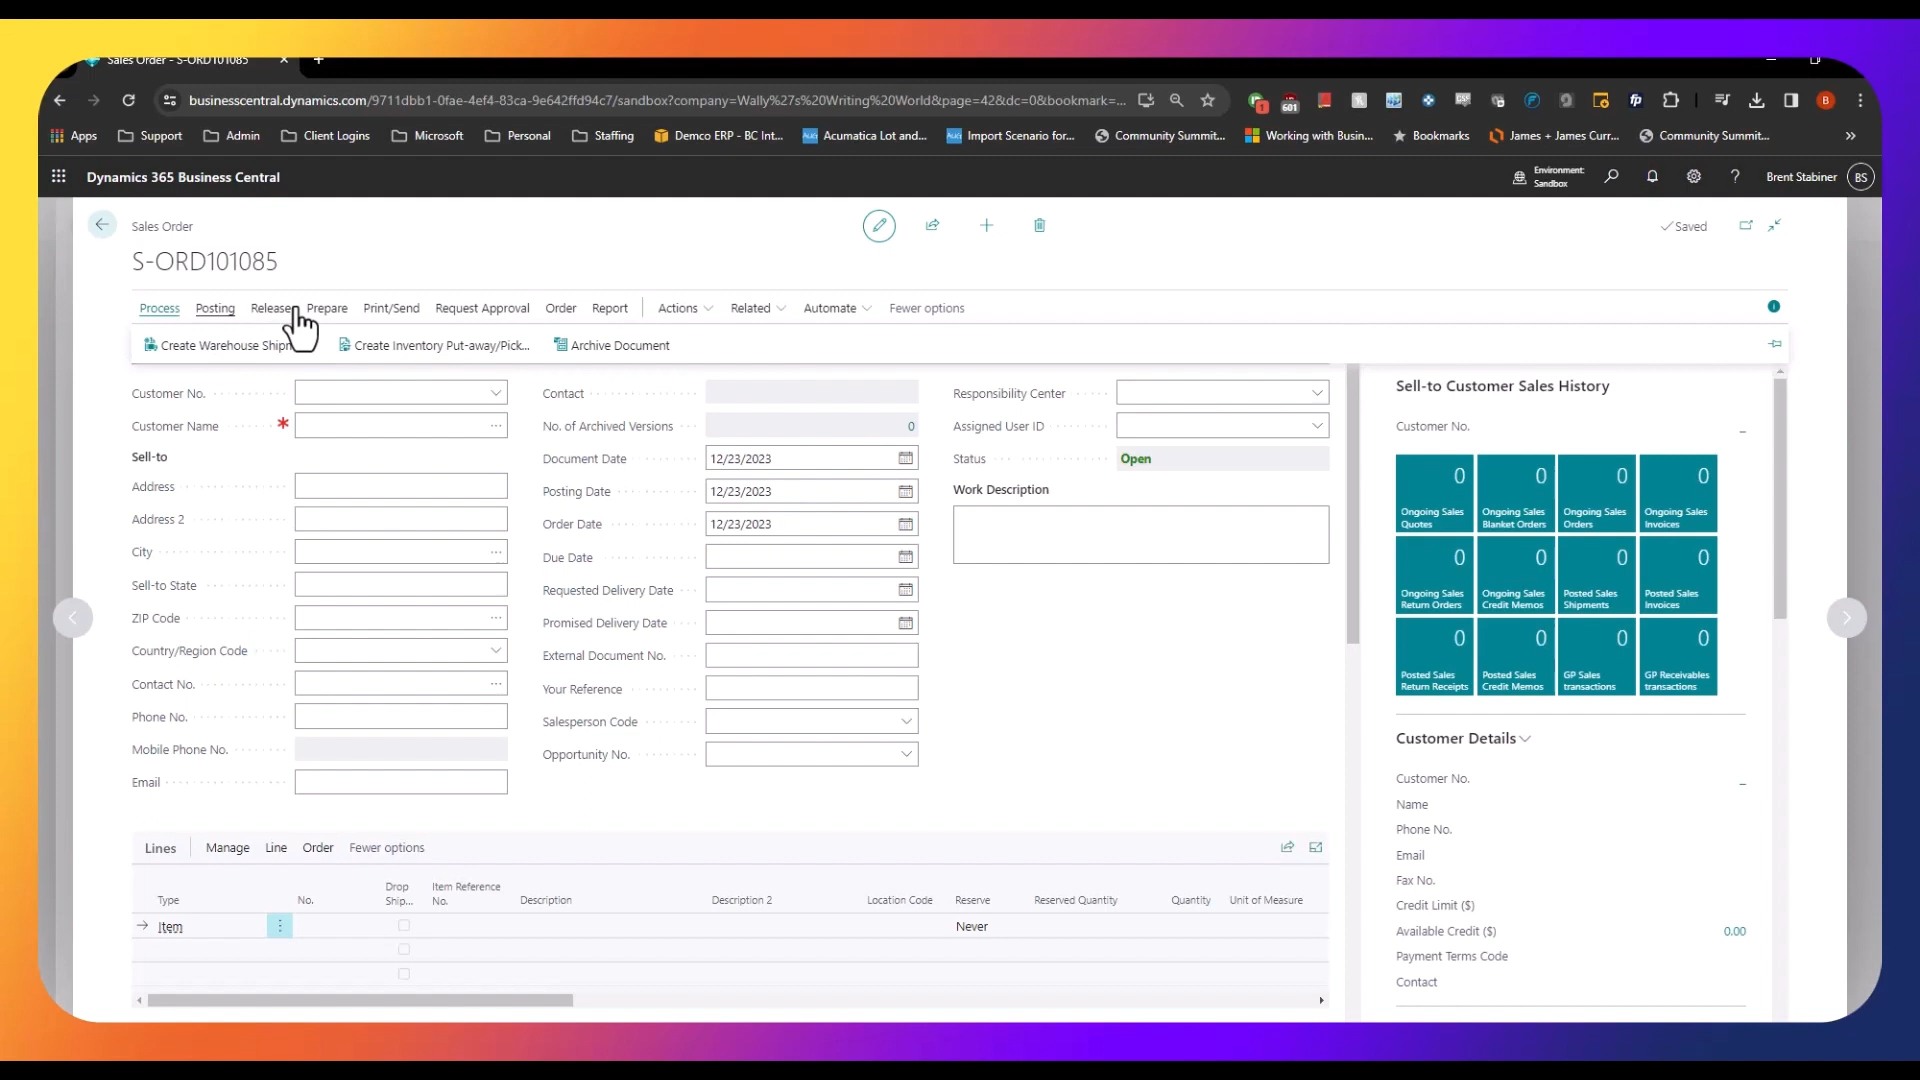 Sales Order - S-ORD101085
businesscentral.dynamics.com/9711dbb1-0fae-4ef4-83ca-9e642ffd94c7/sandbox?company=Wally%27s%20Writing%20World&page=42&dc=0&bookmark=...
1
601
fp
B
Apps Support Admin Client Logins Microsoft Personal Staffing Demco ERP - BC Int... Acumatica Lot and... Import Scenario for... Community Summit... Working with Busin... Bookmarks James + James Curr... Community Summit...
Dynamics 365 Business Central
Environment:
Sandbox
Brent Stabiner BS
Sales Order
Saved
S-ORD101085
Process Posting Release Prepare Print/Send Request Approval Order Report Actions Related Automate Fewer options
Create Warehouse Shipm Create Inventory Put-away/Pick... Archive Document
Customer No.
Customer Name *
Sell-to
Address
Address 2
City
Sell-to State
ZIP Code
Country/Region Code
Contact No.
Phone No.
Mobile Phone No.
Email
Contact
No. of Archived Versions 0
Document Date 12/23/2023
Posting Date 12/23/2023
Order Date 12/23/2023
Due Date
Requested Delivery Date
Promised Delivery Date
External Document No.
Your Reference
Salesperson Code
Opportunity No.
Responsibility Center
Assigned User ID
Status Open
Work Description
Sell-to Customer Sales History
Customer No. _
0 0 0 0
Ongoing Sales Quotes
Ongoing Sales Blanket Orders
Ongoing Sales Orders
Ongoing Sales Invoices
0 0 0 0
Ongoing Sales Return Orders
Ongoing Sales Credit Memos
Posted Sales Shipments
Posted Sales Invoices
0 0 0 0
Posted Sales Return Receipts
Posted Sales Credit Memos
GP Sales transactions
GP Receivables transactions
Customer Details
Customer No. _
Name
Phone No.
Email
Fax No.
Credit Limit ($)
Available Credit ($) 0.00
Payment Terms Code
Contact
Lines Manage Line Order Fewer options
Type No. Drop Ship... Item Reference No. Description Description 2 Location Code Reserve Reserved Quantity Quantity Unit of Measure
Item Never